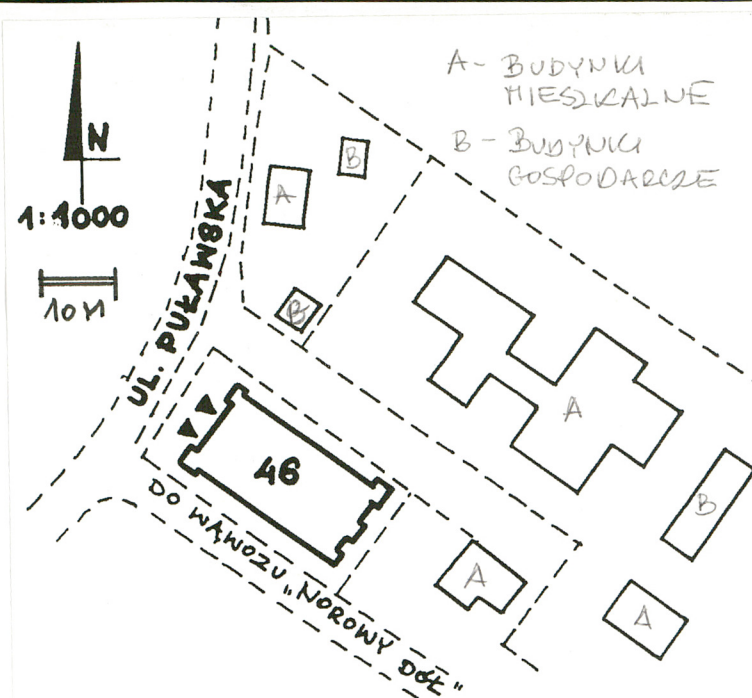 N
1:1000
10 M
A - BUDYNKI
MIESZKALNE
B - BUDYNKI
GOSPODARCZE
UL. PUŁAWSKA
B
A
B
A
46
B
A
A
DO WĄWOZU "NOROWY DÓŁ"